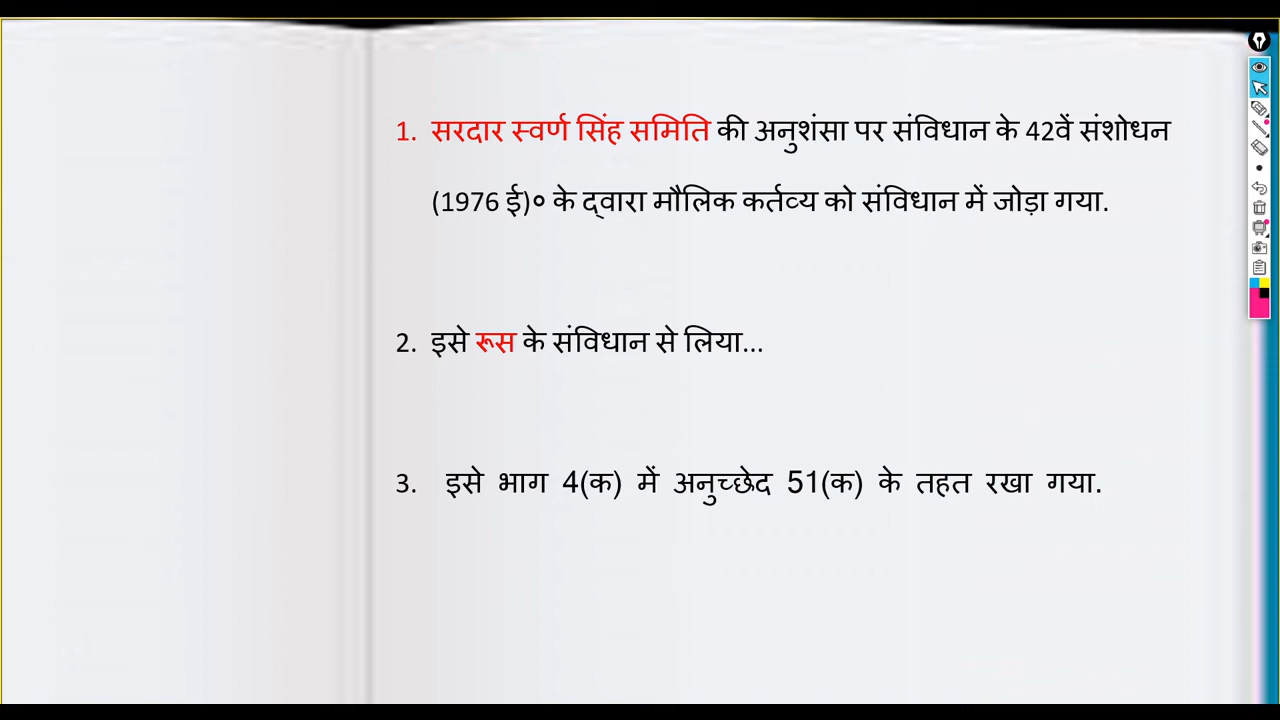 1. सरदार स्वर्ण सिंह समिति की अनुशंसा पर संविधान के 42वें संशोधन
(1976 ई)० के द्वारा मौलिक कर्तव्य को संविधान में जोड़ा गया.
2. इसे रूस के संविधान से लिया...
3. इसे भाग 4(क) में अनुच्छेद 51(क) के तहत रखा गया.